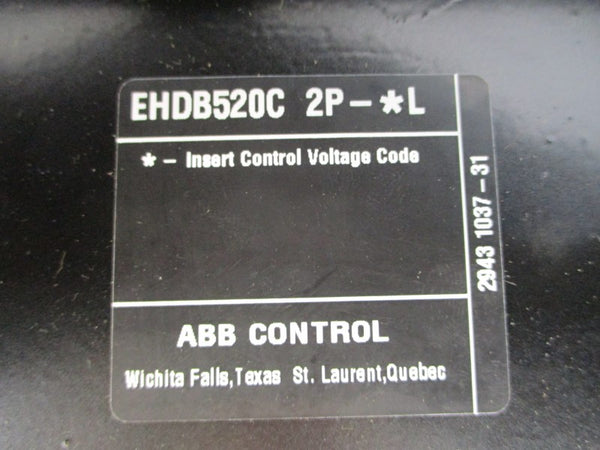 EHDB520C 2P-*L
* - Insert Control Voltage Code
ABB CONTROL
Wichita Falls,Texas St. Laurent,Quebec
2943 1037-31